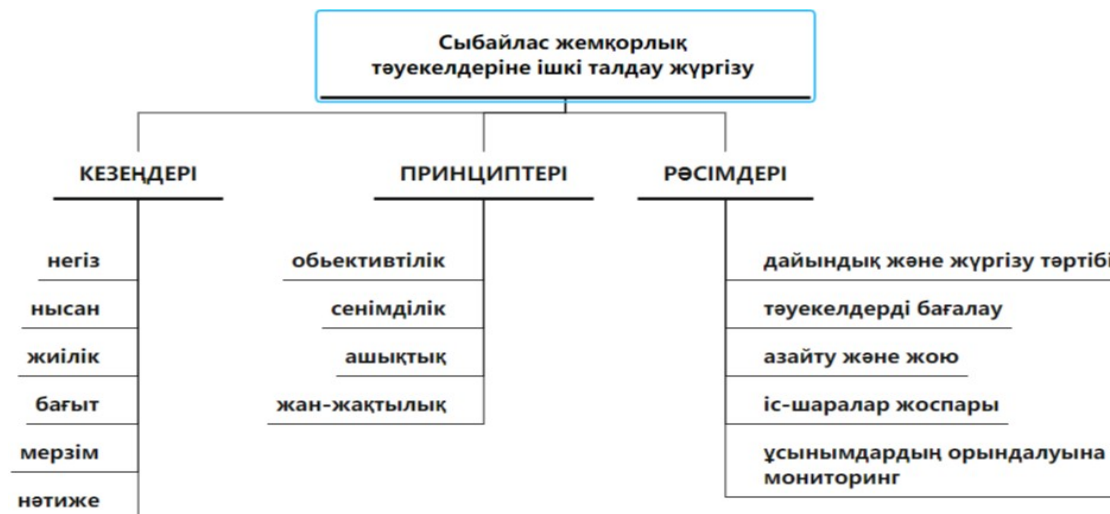 Сыбайлас жемқорлық
тәуекелдеріне ішкі талдау жүргізу
КЕЗЕҢДЕРІ
негіз
нысан
жиілік
бағыт
мерзім
нәтиже
ПРИНЦИПТЕРІ
обьективтілік
сенімділік
ашықтық
жан-жақтылық
РӘСІМДЕРІ
дайындық және жүргізу тәртібі
тәуекелдерді бағалау
азайту және жою
іс-шаралар жоспары
ұсынымдардың орындалуына
мониторинг